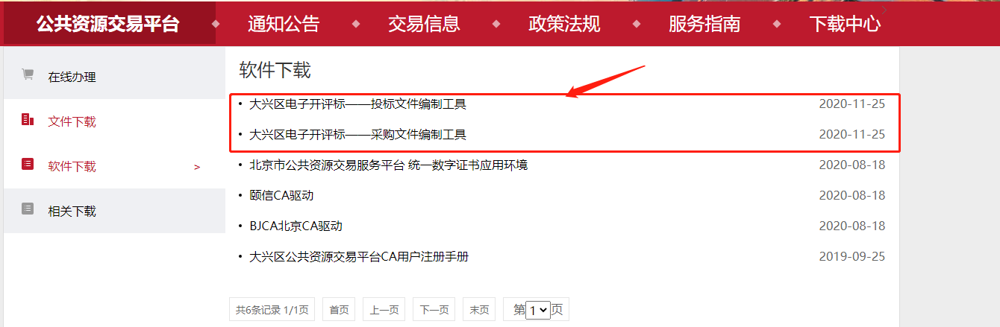 公共资源交易平台 通知公告 交易信息 政策法规 服务指南 下载中心
在线办理
文件下载
软件下载 >
相关下载
软件下载
• 大兴区电子开评标——投标文件编制工具 2020-11-25
• 大兴区电子开评标——采购文件编制工具 2020-11-25
• 北京市公共资源交易服务平台 统一数字证书应用环境 2020-08-18
• 颐信CA驱动 2020-08-18
• BJCA北京CA驱动 2020-08-18
• 大兴区公共资源交易平台CA用户注册手册 2019-09-25
共6条记录 1/1页 首页 上一页 下一页 末页 第1页